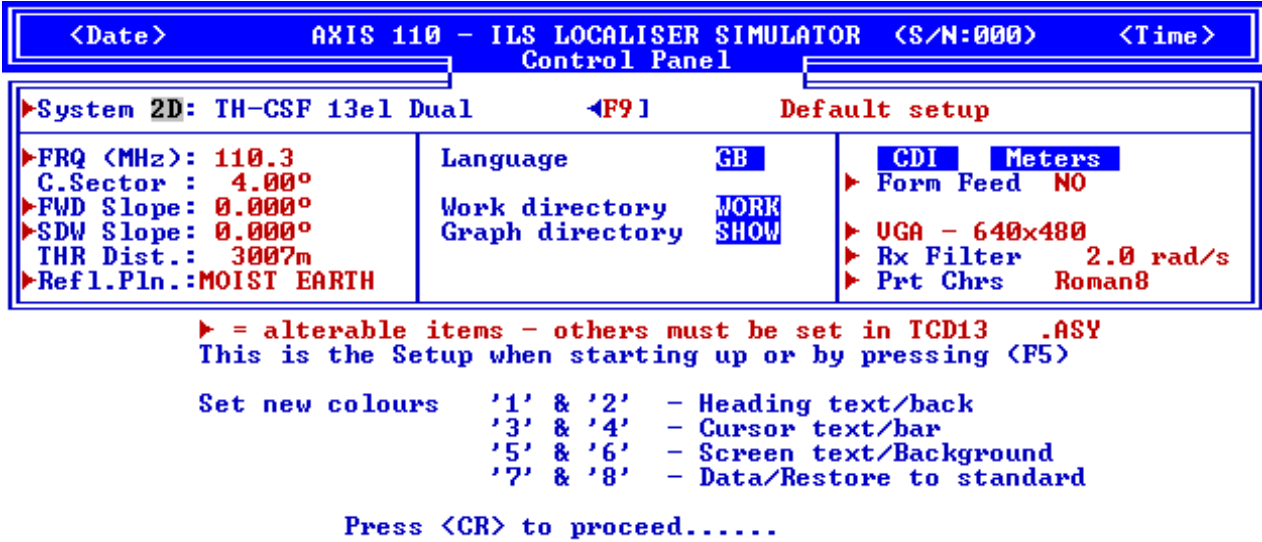 <Date> AXIS 110 - ILS LOCALISER SIMULATOR (S/N:000) <Time>
Control Panel
►System 2D: TH-CSF 13el Dual ◄F9] Default setup
►FRQ (MHz): 110.3
C.Sector : 4.00º
►FWD Slope: 0.000º
►SDW Slope: 0.000º
THR Dist.: 3007m
►Refl.Pln.:MOIST EARTH
Language GB
Work directory WORK
Graph directory SHOW
CDI Meters
► Form Feed NO
► VGA - 640x480
► Rx Filter 2.0 rad/s
► Prt Chrs Roman8
► = alterable items - others must be set in TCD13 .ASY
This is the Setup when starting up or by pressing (F5)
Set new colours '1' & '2' - Heading text/back
'3' & '4' - Cursor text/bar
'5' & '6' - Screen text/Background
'7' & '8' - Data/Restore to standard
Press <CR> to proceed......